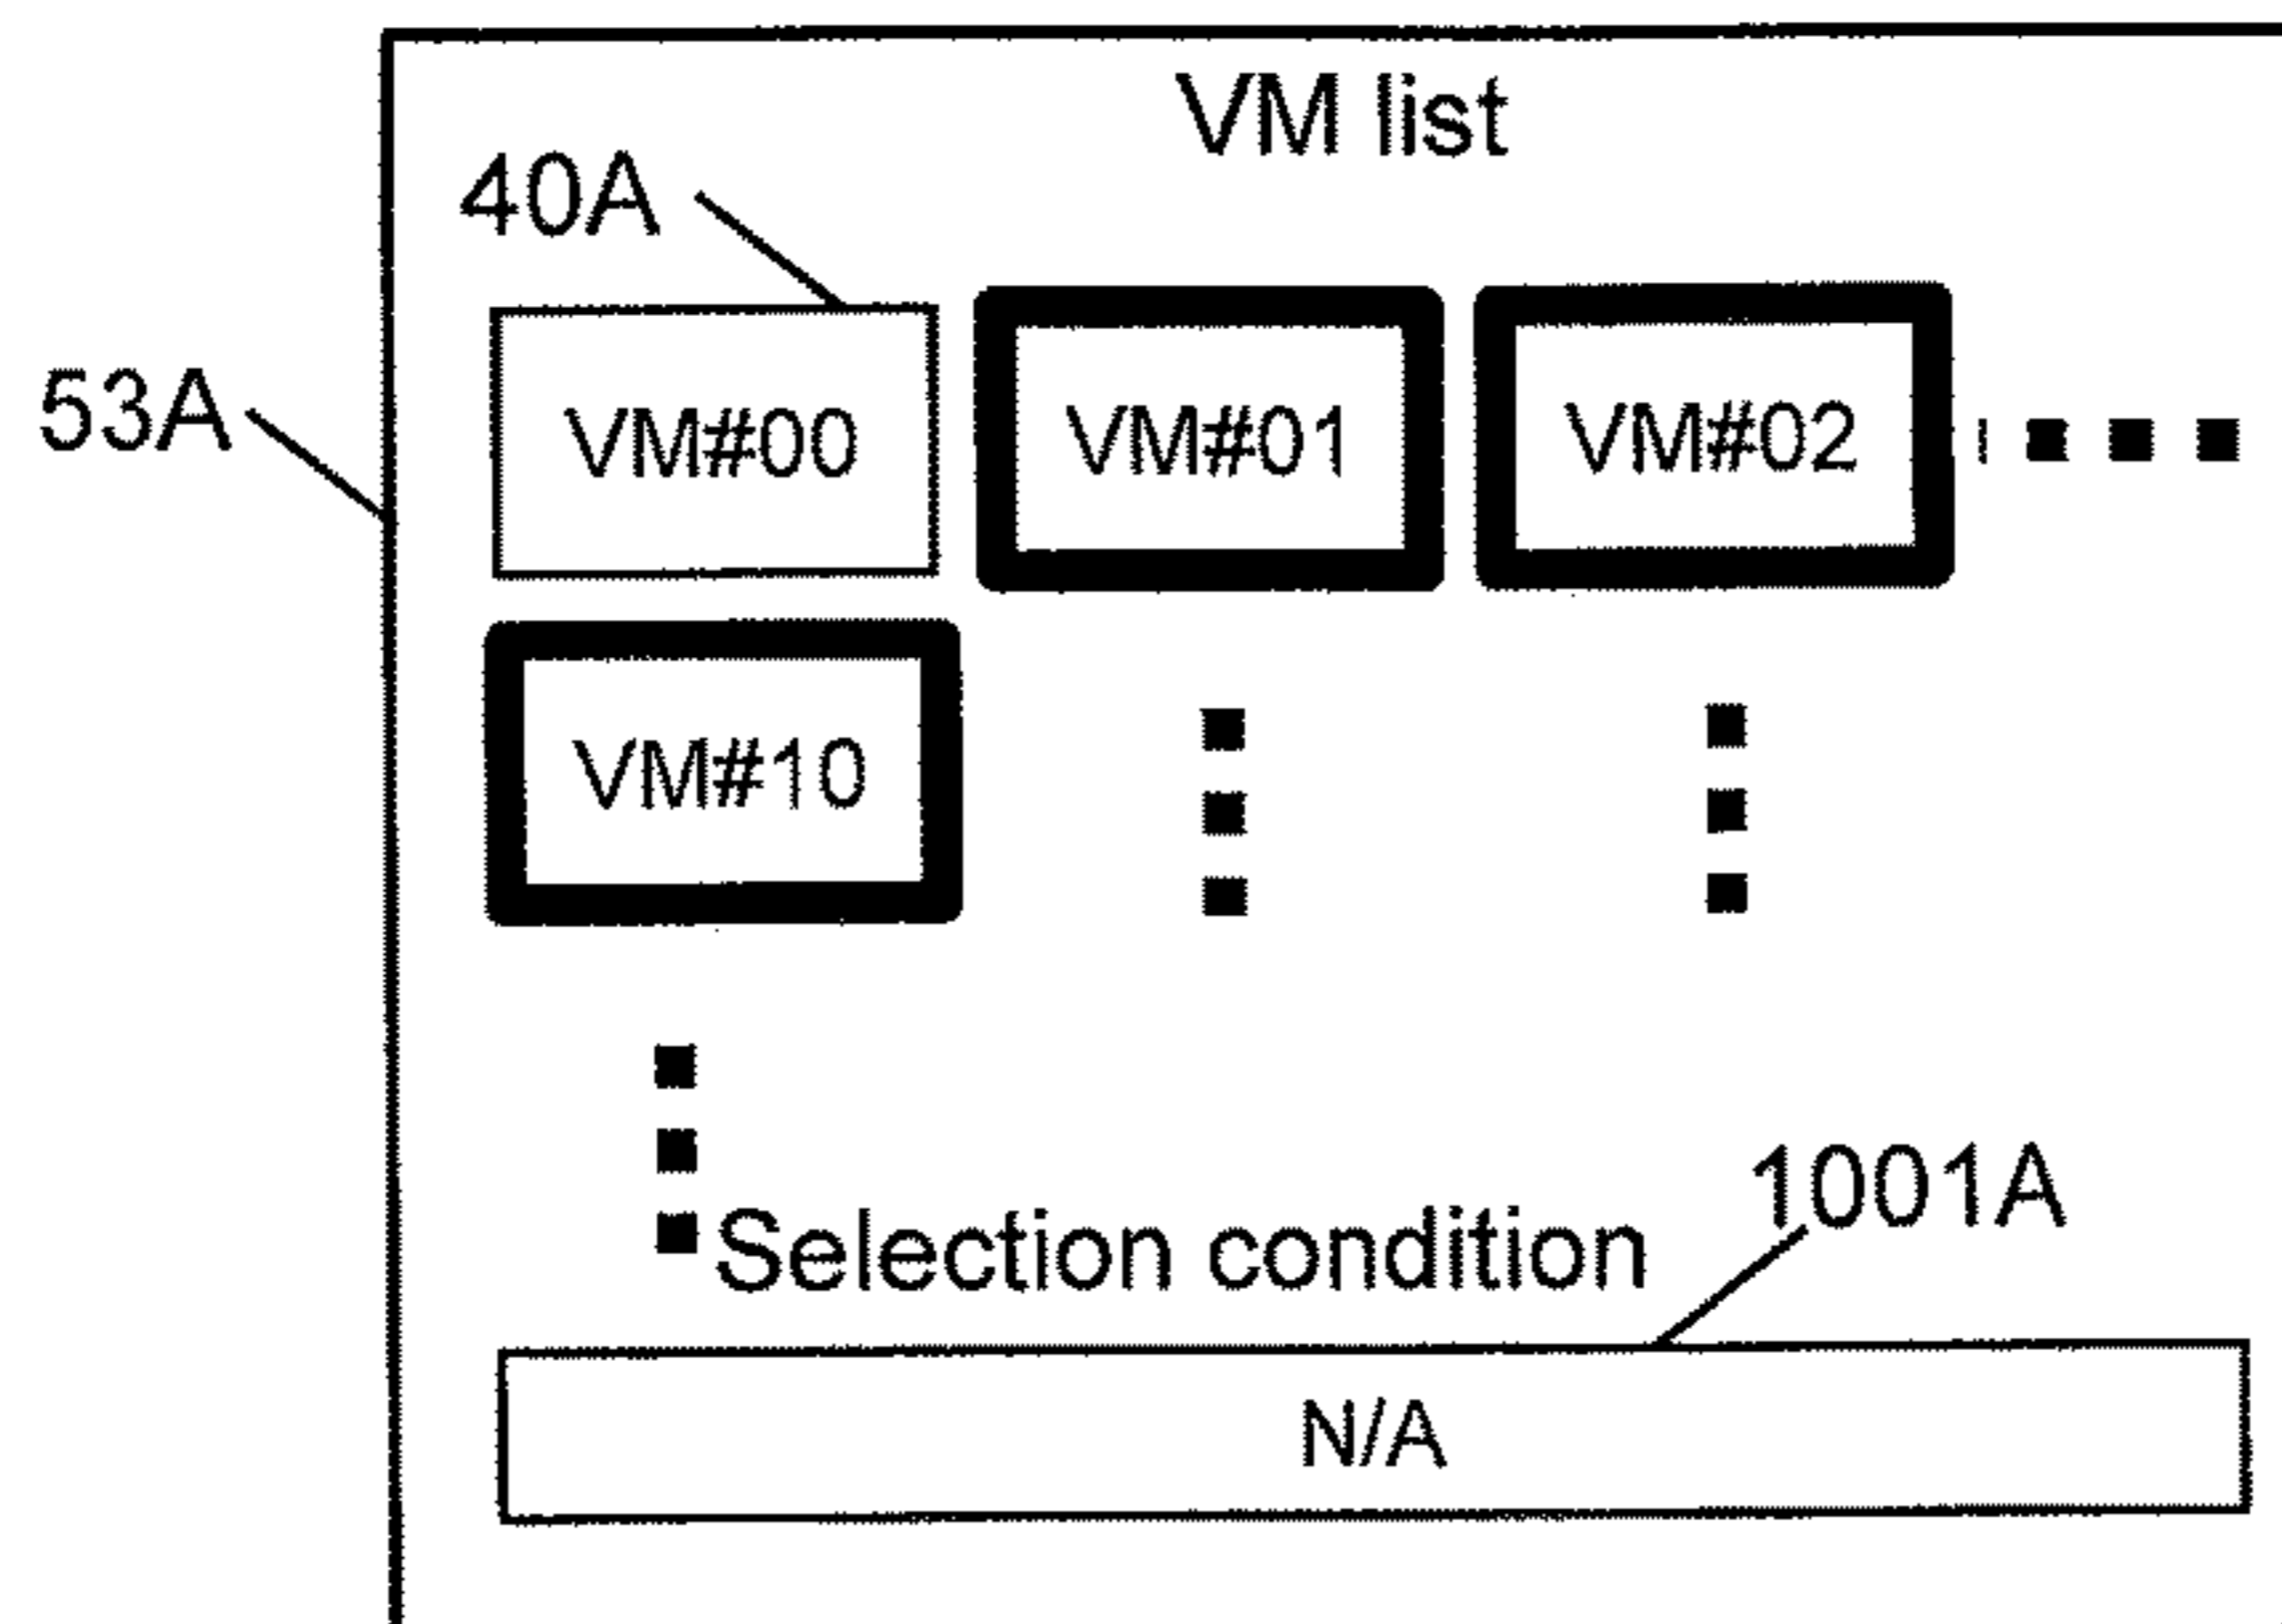 VM list
40A
53A
VM#00 VM#01 VM#02
VM#10
1001A
Selection condition
N/A